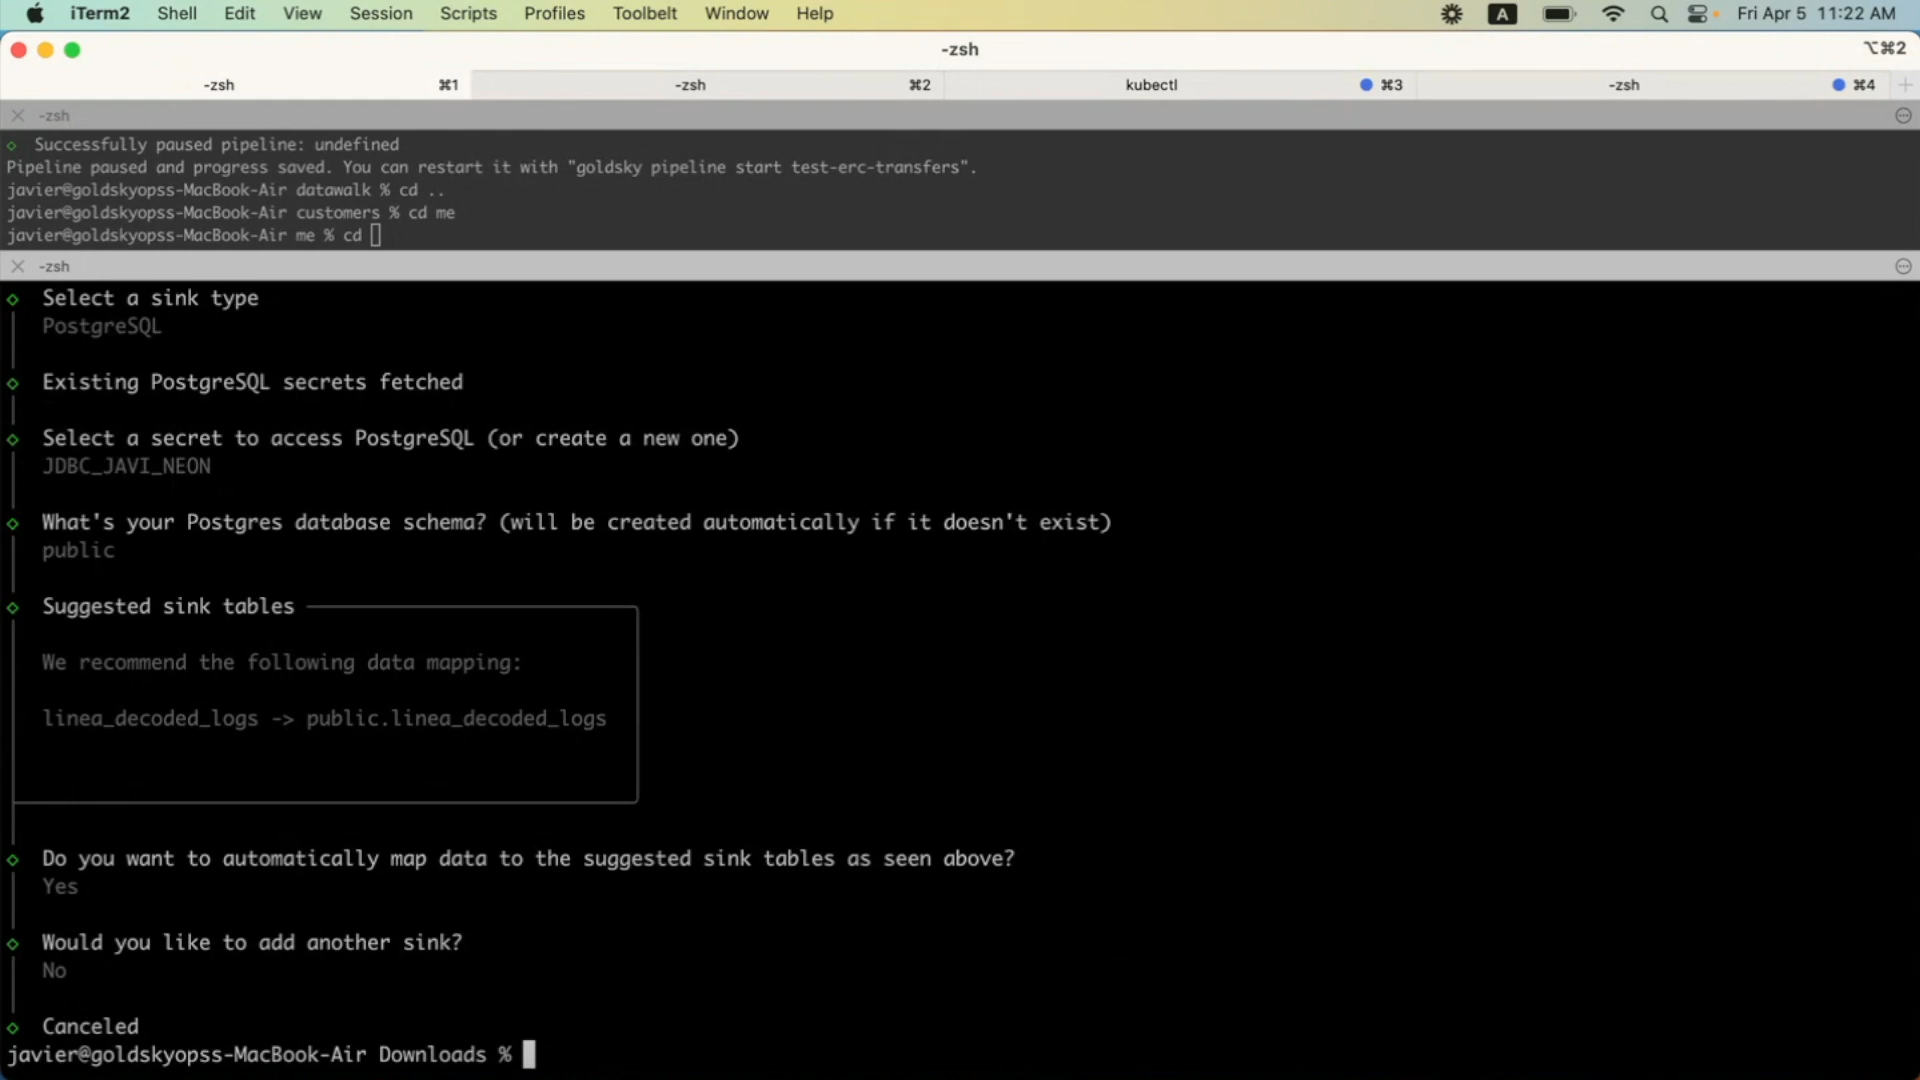 iTerm2 Shell Edit View Session Scripts Profiles Toolbelt Window Help A Fri Apr 5 11:22 AM
-zsh ⌥⌘2
-zsh ⌘1 -zsh ⌘2 kubectl ⌘3 -zsh ⌘4
-zsh
Successfully paused pipeline: undefined
Pipeline paused and progress saved. You can restart it with "goldsky pipeline start test-erc-transfers".
javier@goldskyopss-MacBook-Air datawalk % cd ..
javier@goldskyopss-MacBook-Air customers % cd me
javier@goldskyopss-MacBook-Air me % cd
-zsh
Select a sink type
PostgreSQL
Existing PostgreSQL secrets fetched
Select a secret to access PostgreSQL (or create a new one)
JDBC_JAVI_NEON
What's your Postgres database schema? (will be created automatically if it doesn't exist)
public
Suggested sink tables
We recommend the following data mapping:
linea_decoded_logs -> public.linea_decoded_logs
Do you want to automatically map data to the suggested sink tables as seen above?
Yes
Would you like to add another sink?
No
Canceled
javier@goldskyopss-MacBook-Air Downloads %